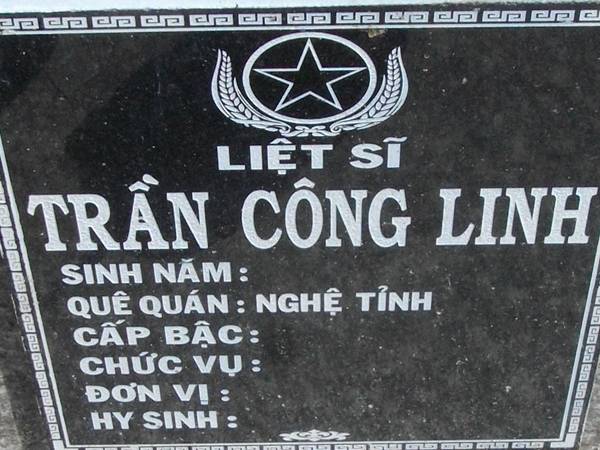 LIỆT SĨ
TRẦN CÔNG LINH
SINH NĂM :
QUÊ QUÁN : NGHỆ TỈNH
CẤP BẬC :
CHỨC VỤ :
ĐƠN VỊ :
HY SINH :